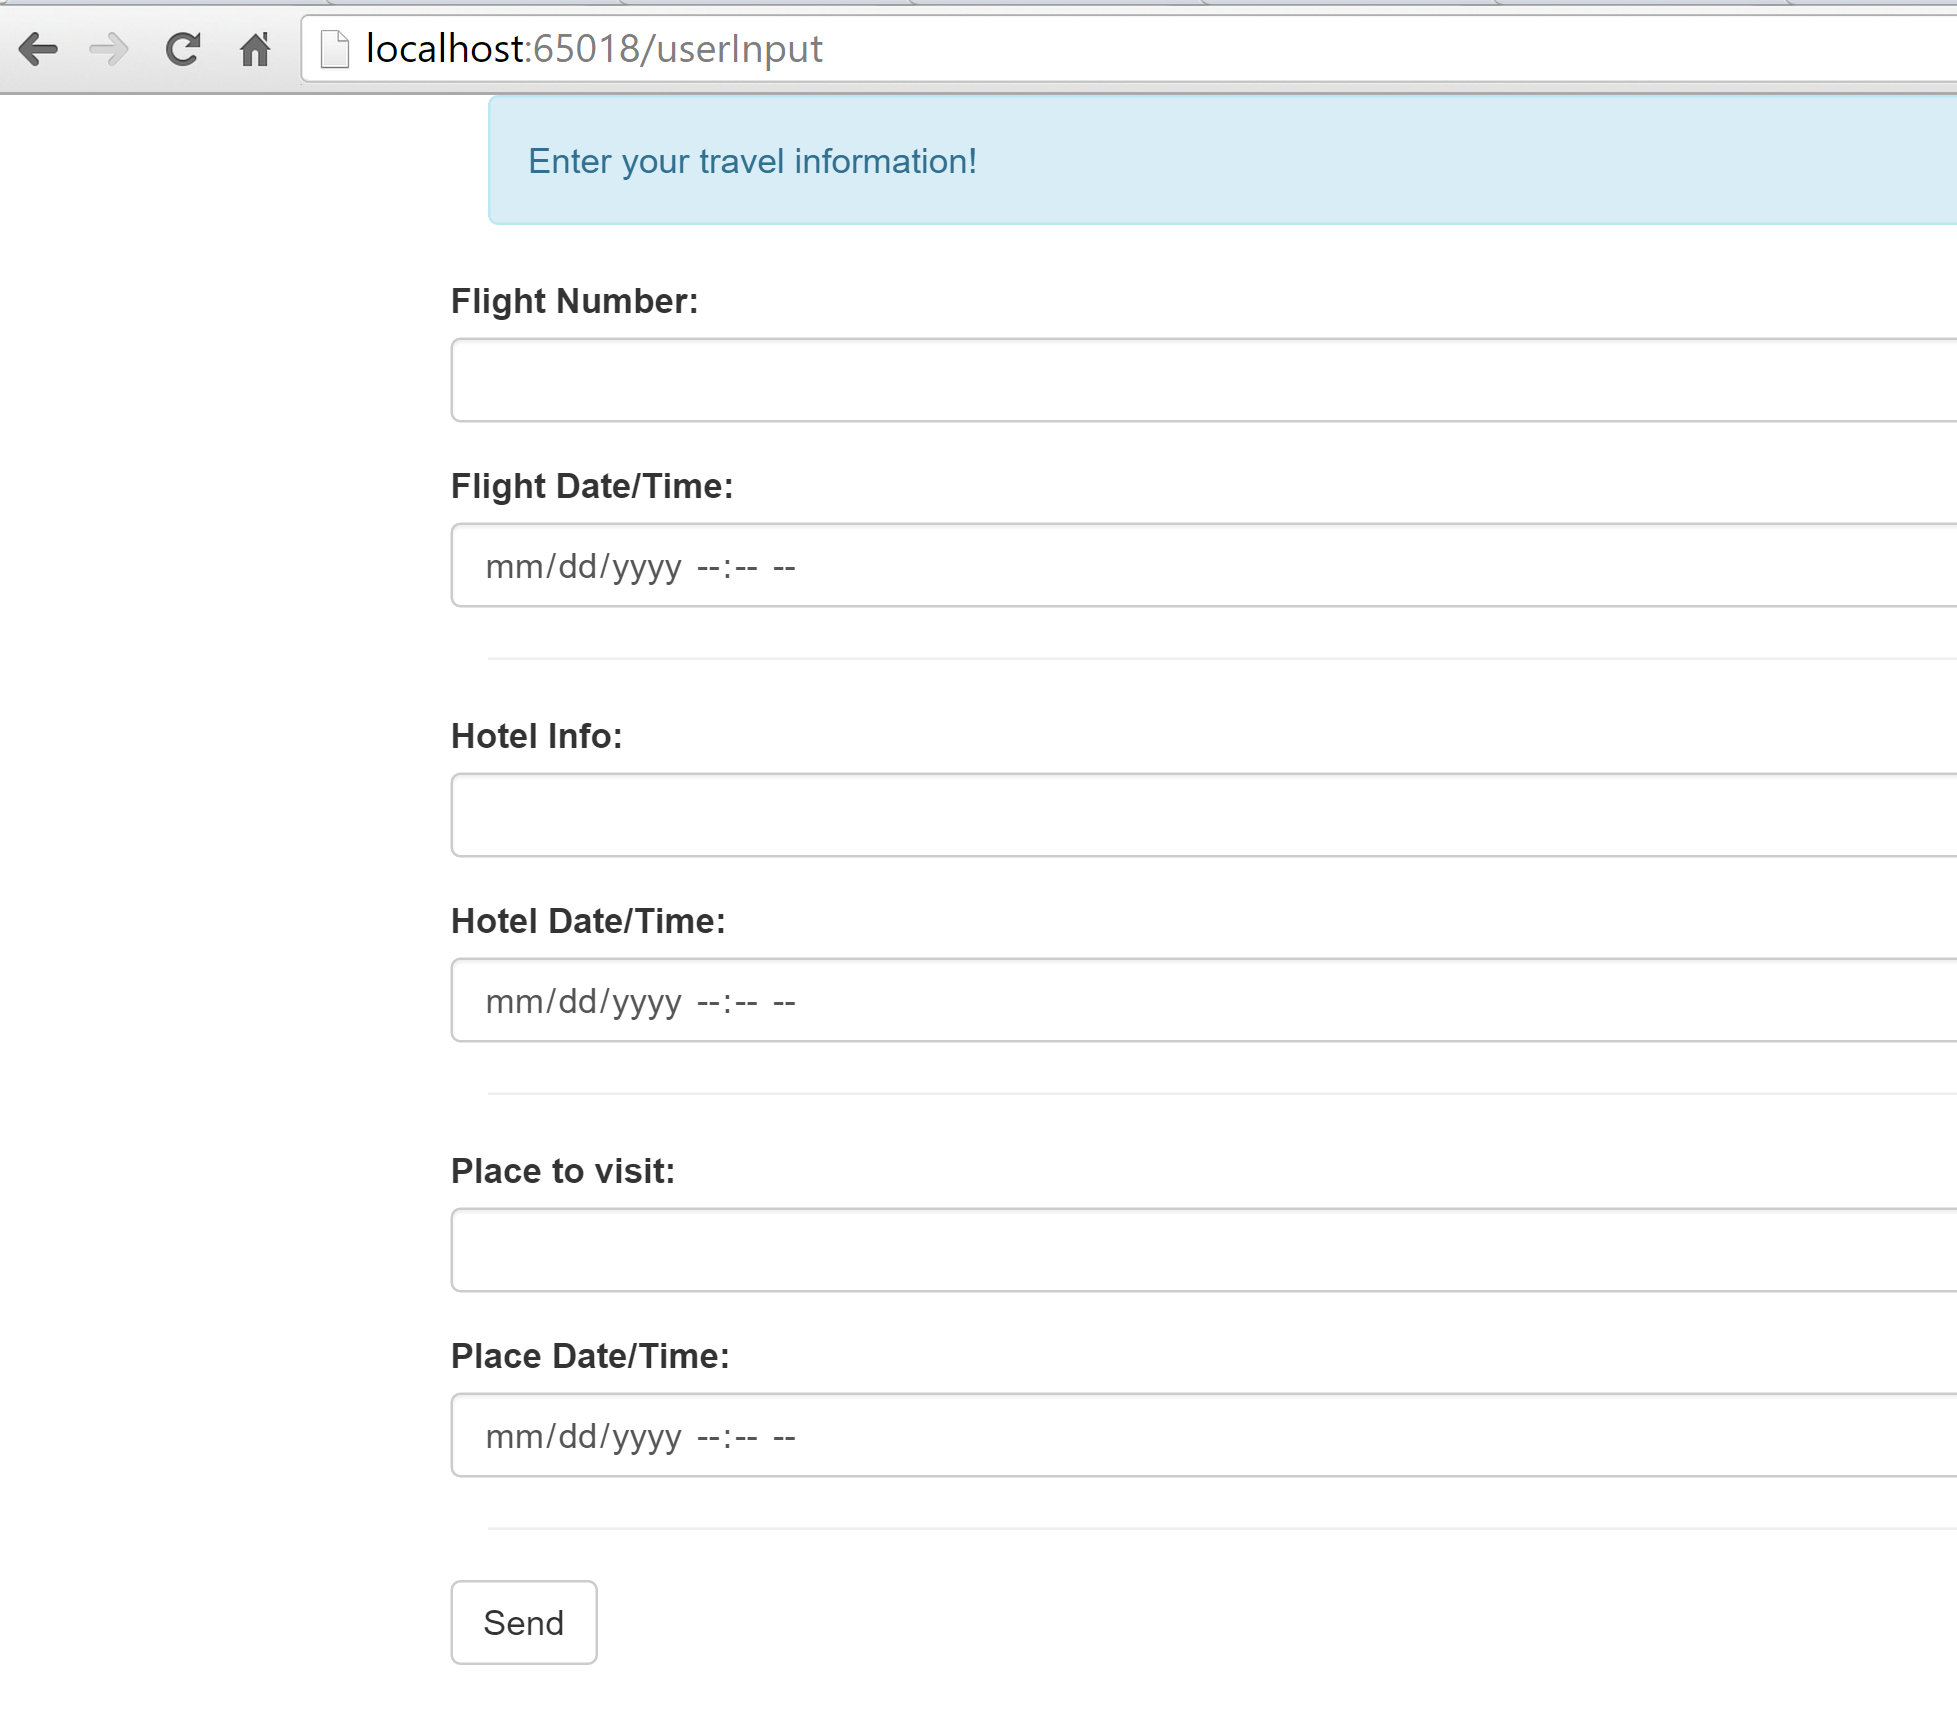 localhost:65018/userInput
Enter your travel information!
Flight Number:
Flight Date/Time:
mm/dd/yyyy --:-- --
Hotel Info:
Hotel Date/Time:
mm/dd/yyyy --:-- --
Place to visit:
Place Date/Time:
mm/dd/yyyy --:-- --
Send